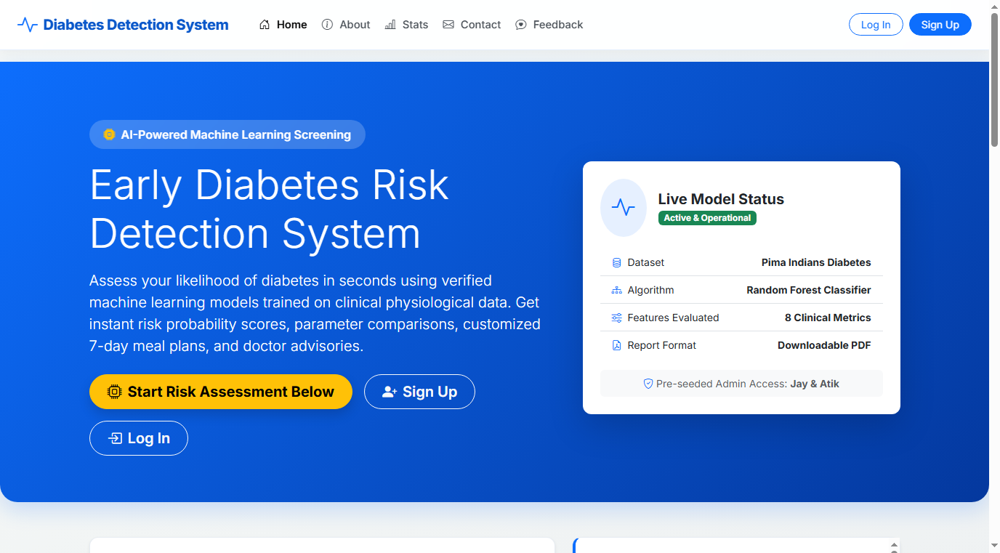 Diabetes Detection System
Home
About
Stats
Contact
Feedback
Log In
Sign Up
AI-Powered Machine Learning Screening
Early Diabetes Risk
Detection System
Assess your likelihood of diabetes in seconds using verified
machine learning models trained on clinical physiological data. Get
instant risk probability scores, parameter comparisons, customized
7-day meal plans, and doctor advisories.
Start Risk Assessment Below
Sign Up
Log In
Live Model Status
Active & Operational
Dataset Pima Indians Diabetes
Algorithm Random Forest Classifier
Features Evaluated 8 Clinical Metrics
Report Format Downloadable PDF
Pre-seeded Admin Access: Jay & Atik